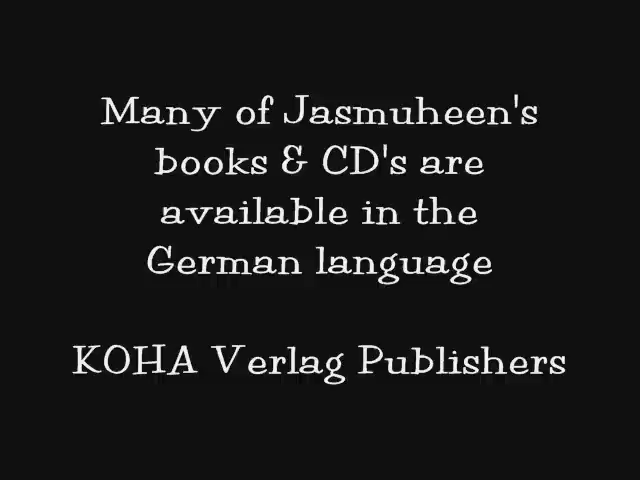 Many of Jasmuheen's
books & CD's are
available in the
German language
KOHA Verlag Publishers